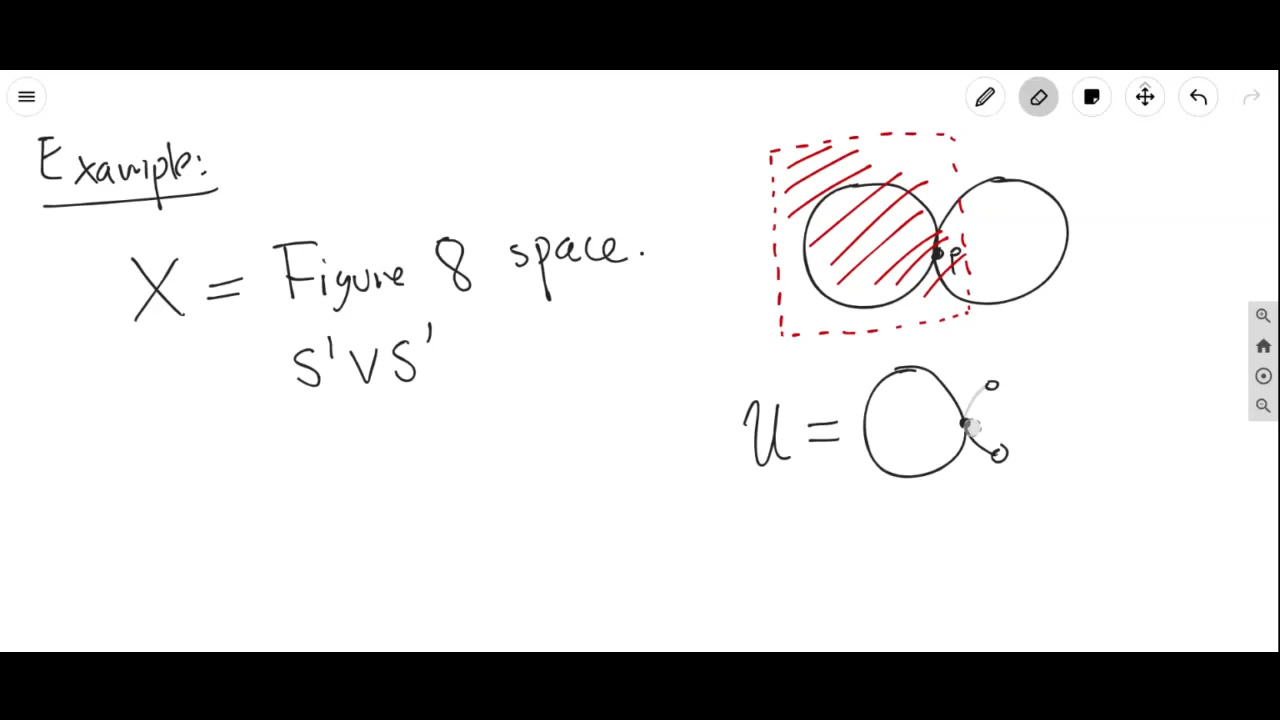 Example:
X = Figure 8 space.
S¹ ∨ S¹
p
U =